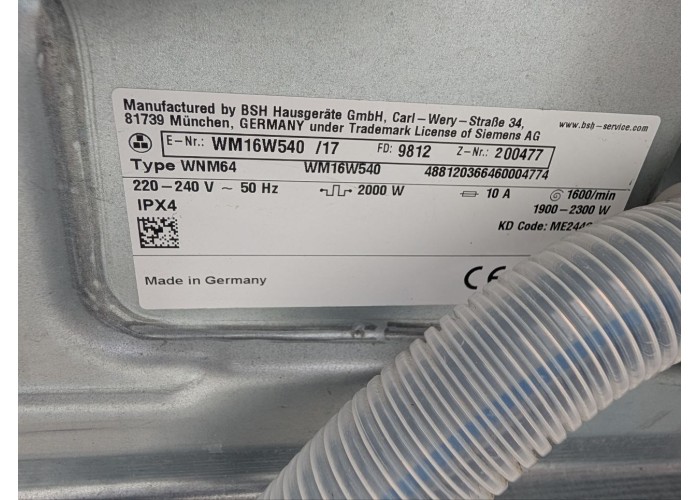 Manufactured by BSH Hausgeräte GmbH, Carl-Wery-Straße 34,
81739 München, GERMANY under Trademark License of Siemens AG
www.bsh-service.com
E-Nr.: WM16W540 /17 FD: 9812 Z-Nr.: 200477
Type WNM64 WM16W540 488120366460004774
220-240 V ~ 50 Hz 2000 W 10 A 1600/min
IPX4 1900-2300 W
KD Code:
Made in Germany CE